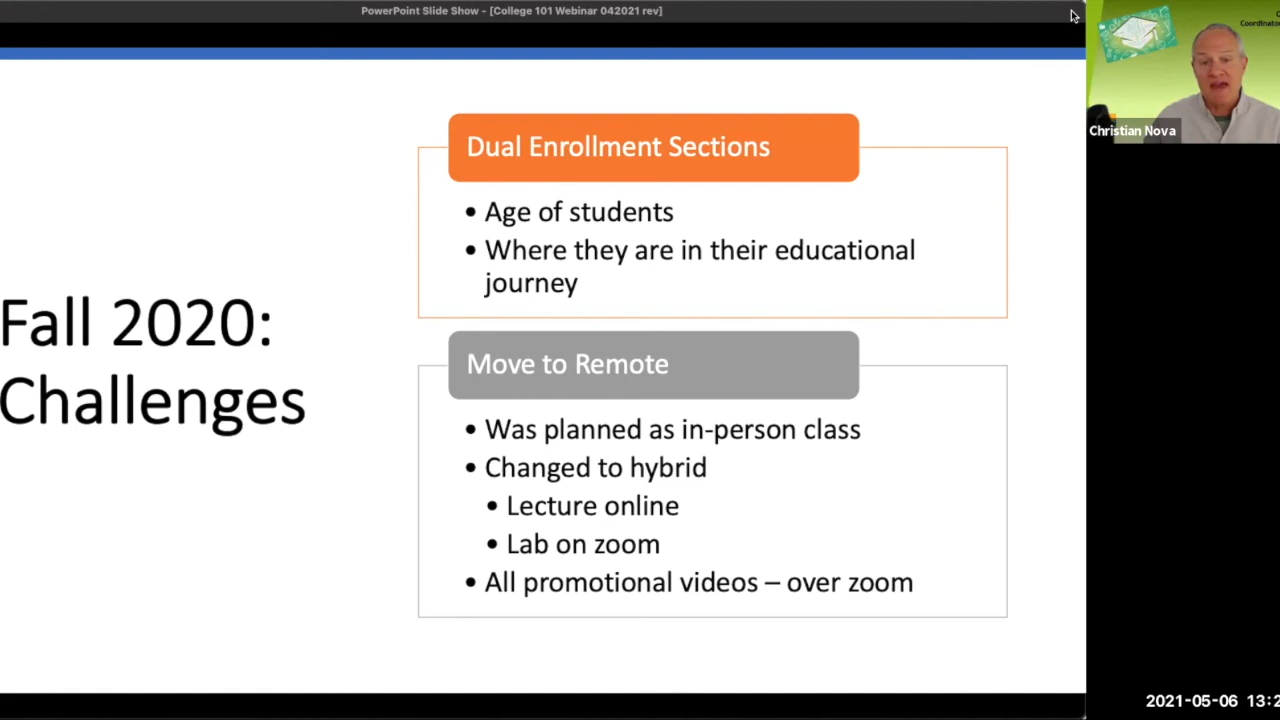 PowerPoint Slide Show - [College 101 Webinar 042021 rev]
Fall 2020:
Challenges
Dual Enrollment Sections
• Age of students
• Where they are in their educational
journey
Move to Remote
• Was planned as in-person class
• Changed to hybrid
• Lecture online
• Lab on zoom
• All promotional videos – over zoom
Coordinato
Christian Nova
2021-05-06 13:2